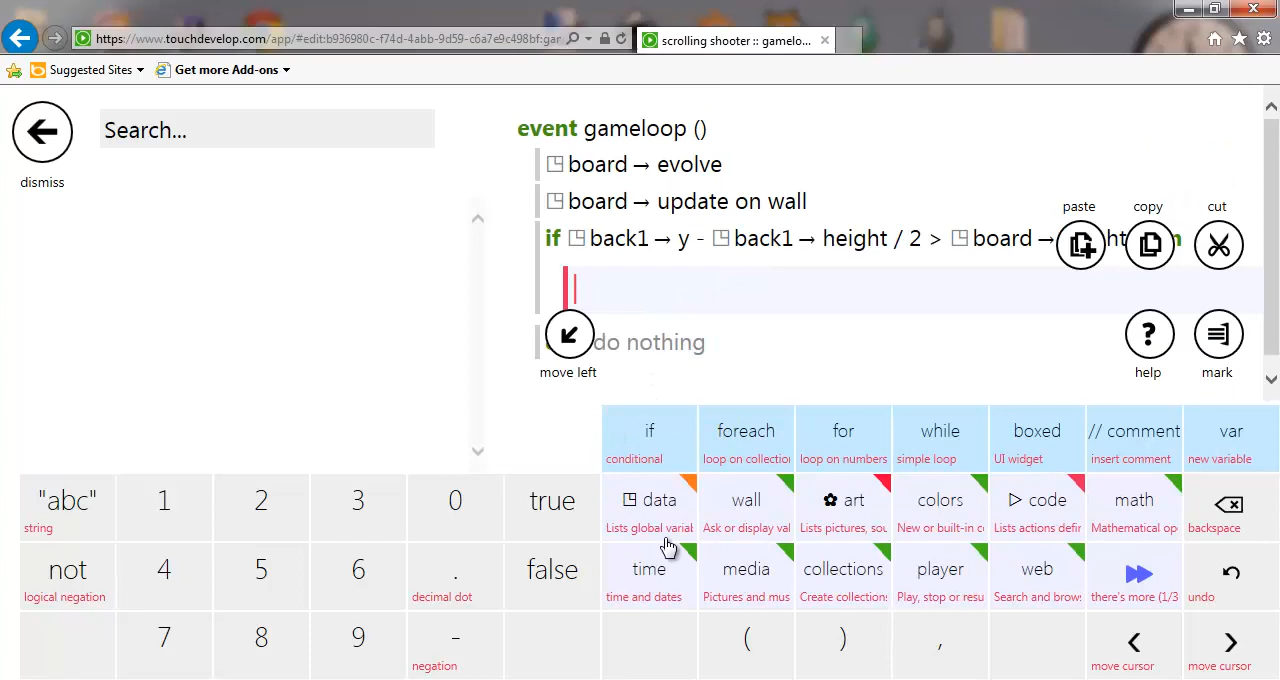 https://www.touchdevelop.com/app/#edit:b936980c-f74d-4abb-9d59-c6a7e9c498bf:gar
scrolling shooter :: gamelo...
Suggested Sites
Get more Add-ons
Search...
dismiss
event gameloop ()
board → evolve
board → update on wall
if back1 → y - back1 → height / 2 > board →
do nothing
paste
copy
cut
move left
help
mark
if
conditional
foreach
loop on collection
for
loop on numbers
while
simple loop
boxed
UI widget
// comment
insert comment
var
new variable
"abc"
string
1
2
3
0
true
data
Lists global variab
wall
Ask or display val
art
Lists pictures, sou
colors
New or built-in c
code
Lists actions defin
math
Mathematical op
backspace
not
logical negation
4
5
6
.
decimal dot
false
time
time and dates
media
Pictures and mus
collections
Create collections
player
Play, stop or resu
web
Search and brows
there's more (1/3
undo
7
8
9
-
negation
(
)
,
move cursor
move cursor